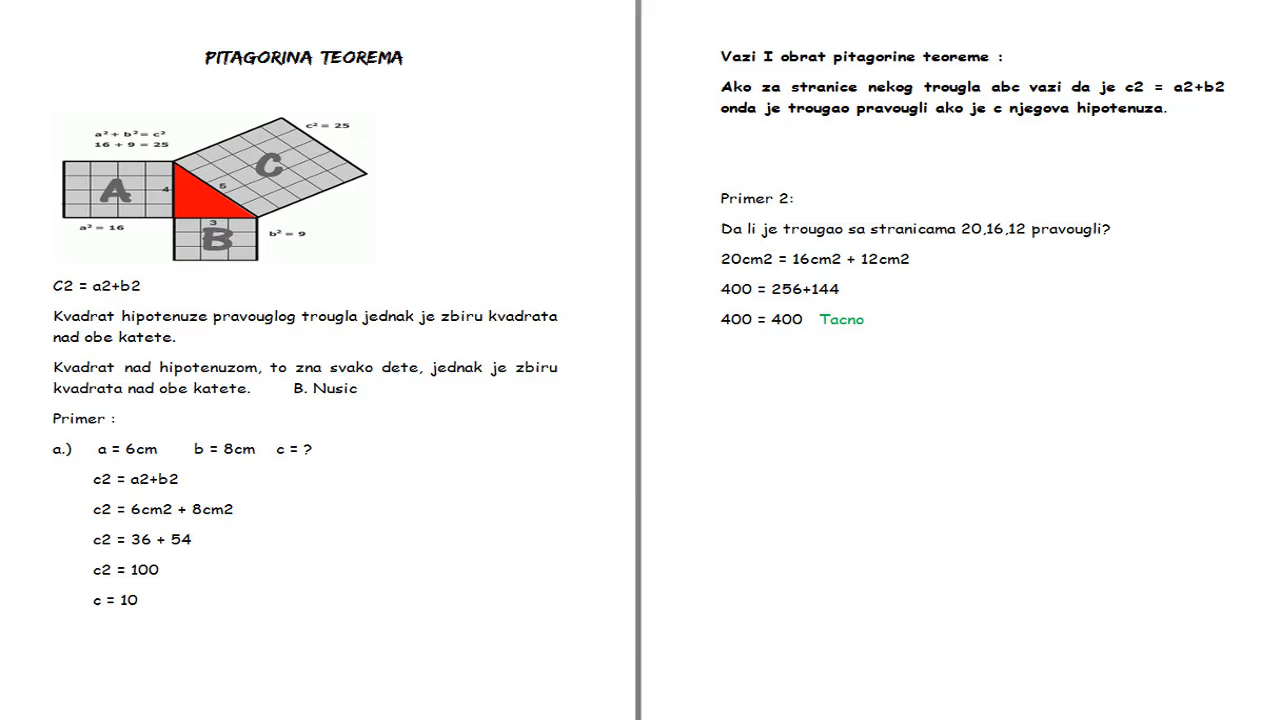 PITAGORINA TEOREMA
a² + b² = c²
16 + 9 = 25
c² = 25
C
A
4
5
3
B
a² = 16
b² = 9
C2 = a2+b2
Kvadrat hipotenuze pravouglog trougla jednak je zbiru kvadrata
nad obe katete.
Kvadrat nad hipotenuzom, to zna svako dete, jednak je zbiru
kvadrata nad obe katete. B. Nusic
Primer :
a.) a = 6cm b = 8cm c = ?
c2 = a2+b2
c2 = 6cm2 + 8cm2
c2 = 36 + 54
c2 = 100
c = 10
Vazi I obrat pitagorine teoreme :
Ako za stranice nekog trougla abc vazi da je c2 = a2+b2
onda je trougao pravougli ako je c njegova hipotenuza.
Primer 2:
Da li je trougao sa stranicama 20,16,12 pravougli?
20cm2 = 16cm2 + 12cm2
400 = 256+144
400 = 400 Tacno